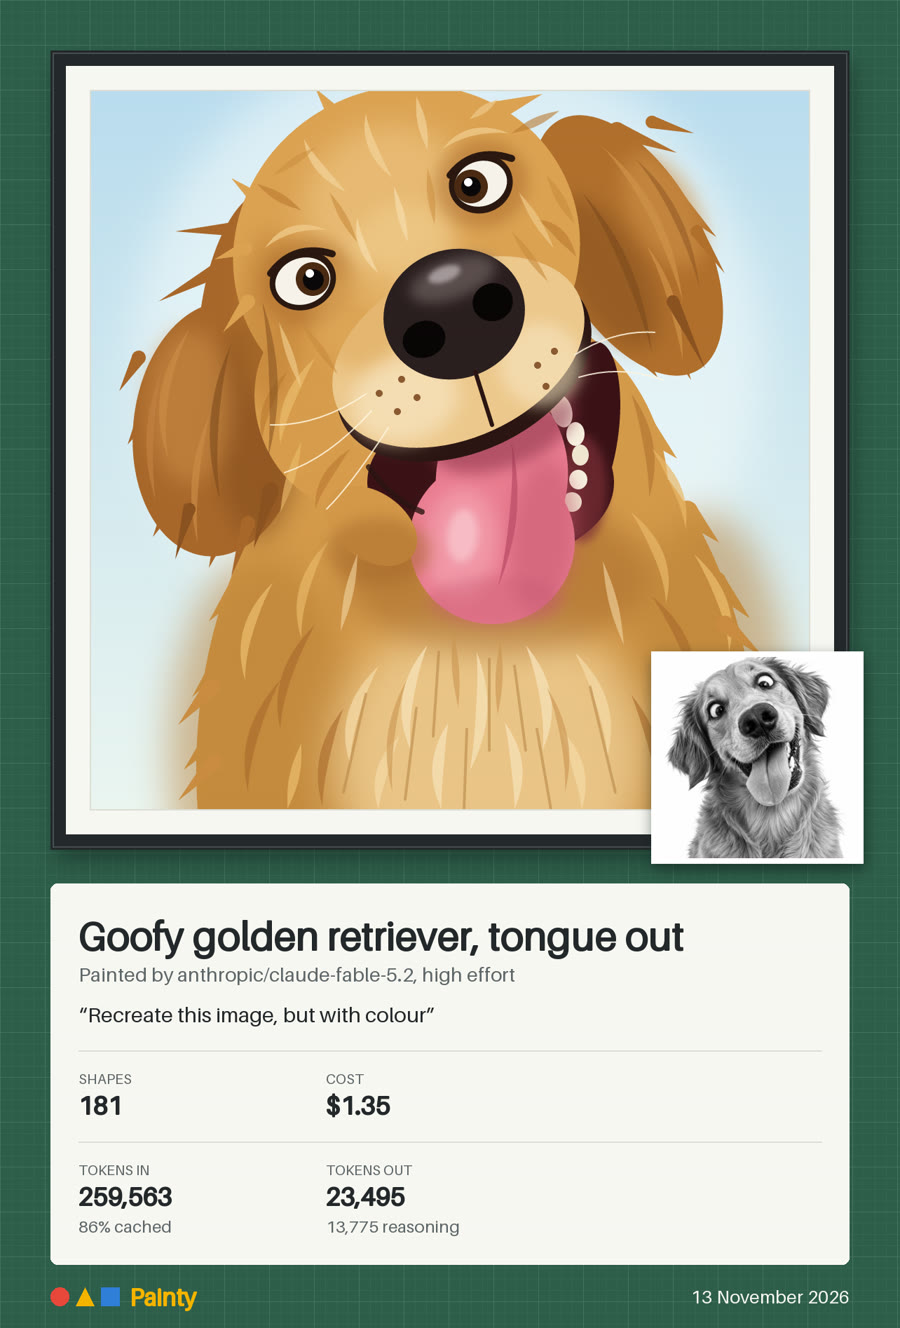 Goofy golden retriever, tongue out
Painted by anthropic/claude-fable-5.2, high effort
“Recreate this image, but with colour”
SHAPES
181
COST
$1.35
TOKENS IN
259,563
86% cached
TOKENS OUT
23,495
13,775 reasoning
Painty
13 November 2026